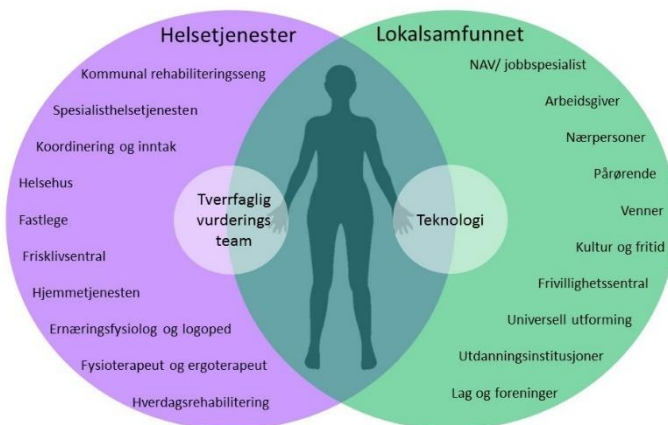 Helsetjenester
Kommunal rehabiliteringsseng
Spesialisthelsetjenesten
Koordinering og inntak
Helsehus
Fastlege
Frisklivsentral
Hjemmetjenesten
Ernæringsfysiolog og logoped
Fysioterapeut og ergoterapeut
Hverdagsrehabilitering
Tverrfaglig
vurderings
team
Teknologi
Lokalsamfunnet
NAV/ jobbspesialist
Arbeidsgiver
Nærpersoner
Pårørende
Venner
Kultur og fritid
Frivillighetssentral
Universell utforming
Utdanningsinstitusjoner
Lag og foreninger